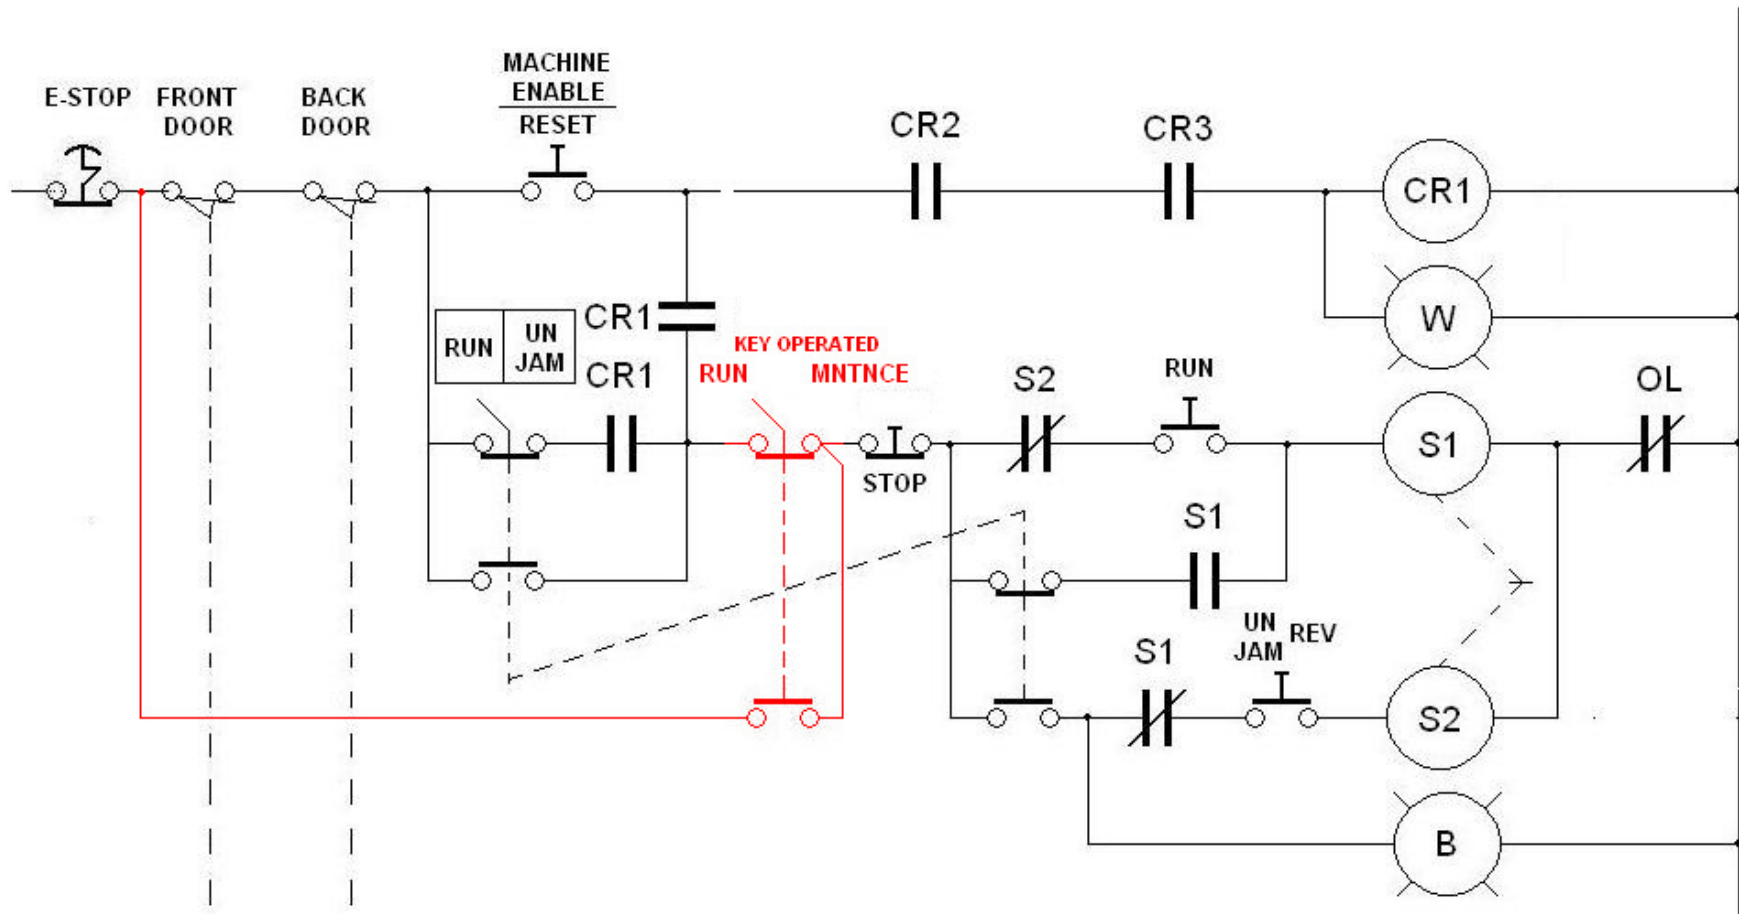 MACHINE
ENABLE
RESET
E-STOP
FRONT
DOOR
BACK
DOOR
CR2
CR3
CR1
W
RUN
UN
JAM
CR1
CR1
KEY OPERATED
RUN
MNTNCE
STOP
S2
RUN
S1
OL
S1
UN
JAM
REV
S1
S2
B